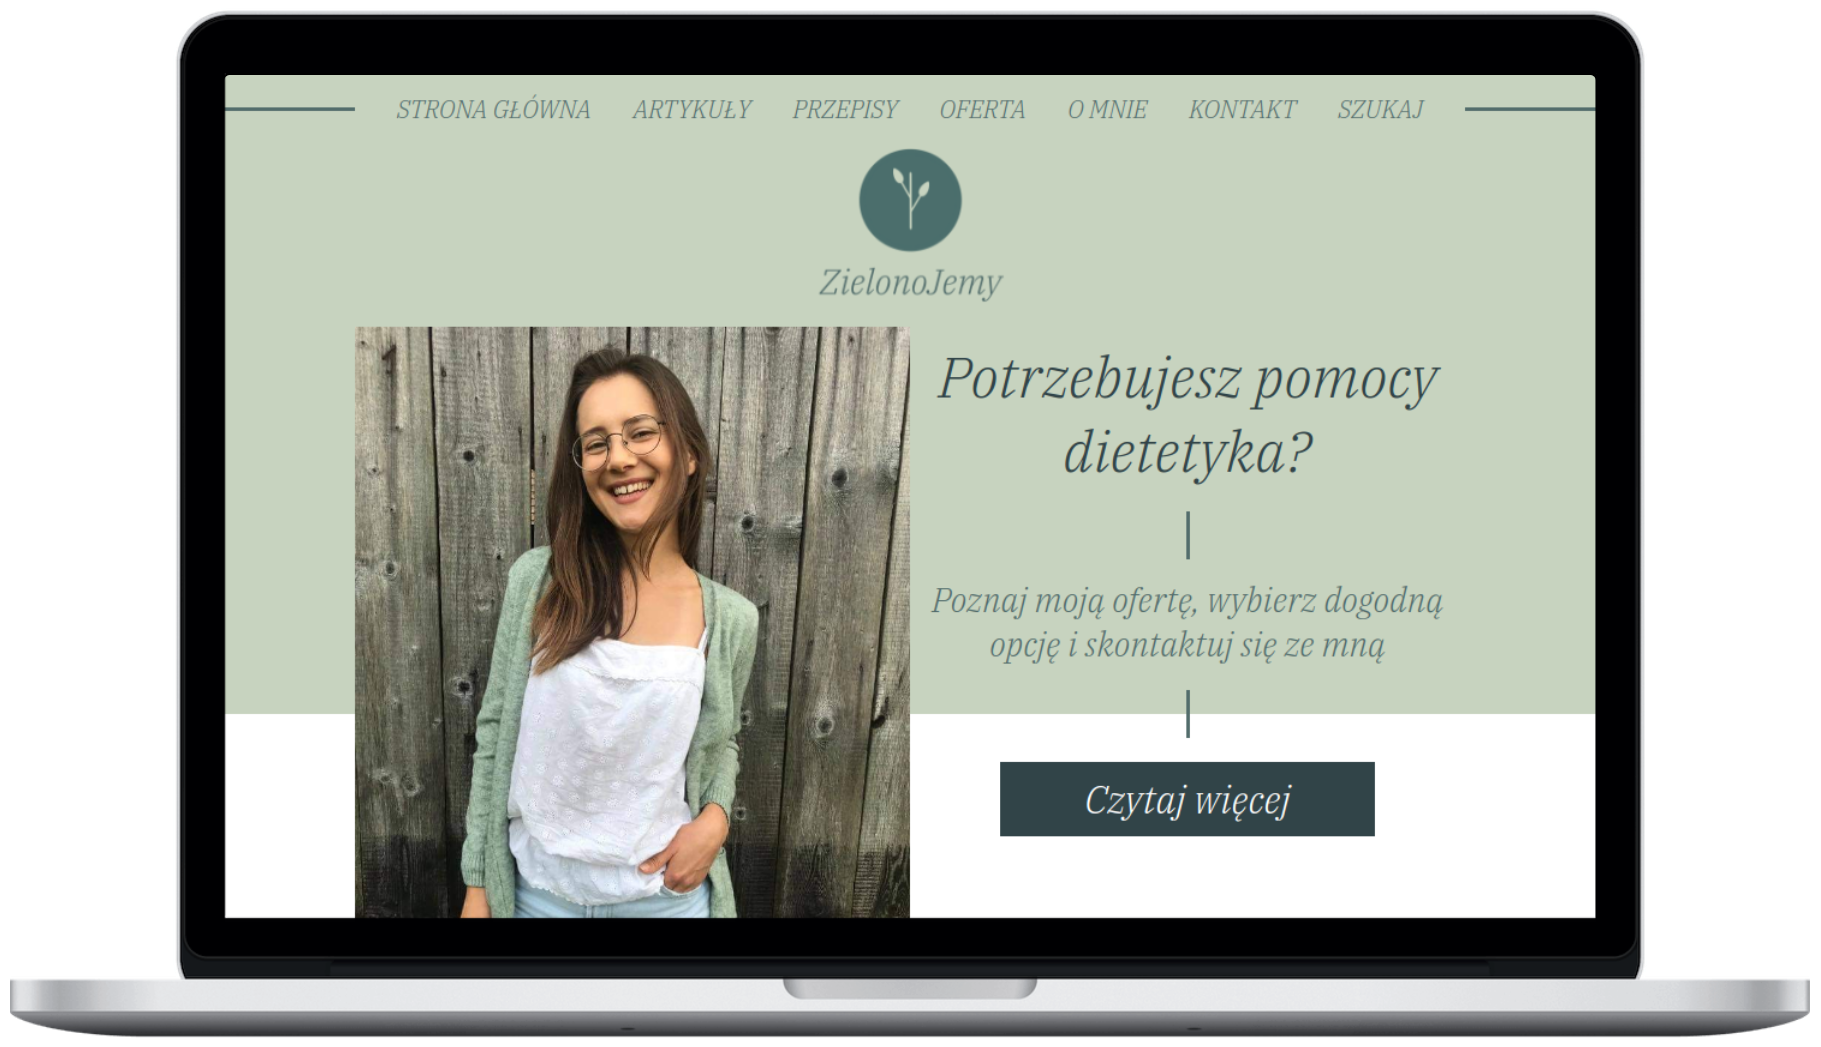 STRONA GŁÓWNA ARTYKUŁY PRZEPISY OFERTA O MNIE KONTAKT SZUKAJ
ZielonoJemy
Potrzebujesz pomocy
dietetyka?
Poznaj moją ofertę, wybierz dogodną
opcję i skontaktuj się ze mną
Czytaj więcej